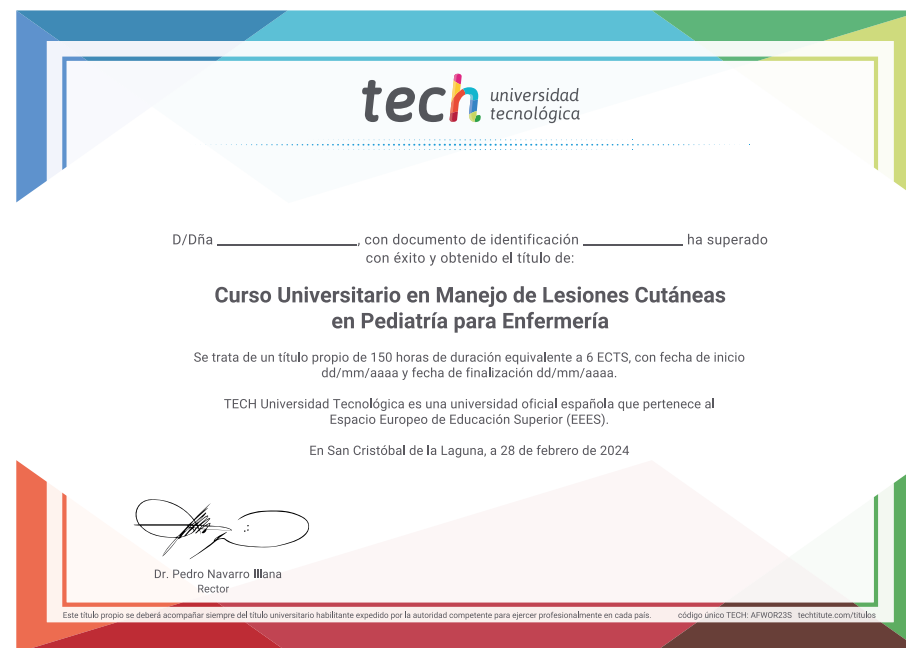 tech universidad
tecnológica
D/Dña ____________________, con documento de identificación ______________ ha superado
con éxito y obtenido el título de:
Curso Universitario en Manejo de Lesiones Cutáneas
en Pediatría para Enfermería
Se trata de un título propio de 150 horas de duración equivalente a 6 ECTS, con fecha de inicio
dd/mm/aaaa y fecha de finalización dd/mm/aaaa.
TECH Universidad Tecnológica es una universidad oficial española que pertenece al
Espacio Europeo de Educación Superior (EEES).
En San Cristóbal de la Laguna, a 28 de febrero de 2024
Dr. Pedro Navarro Illana
Rector
Este título propio se deberá acompañar siempre del título universitario habilitante expedido por la autoridad competente para ejercer profesionalmente en cada país. código único TECH: AFWOR23S techtitute.com/titulos